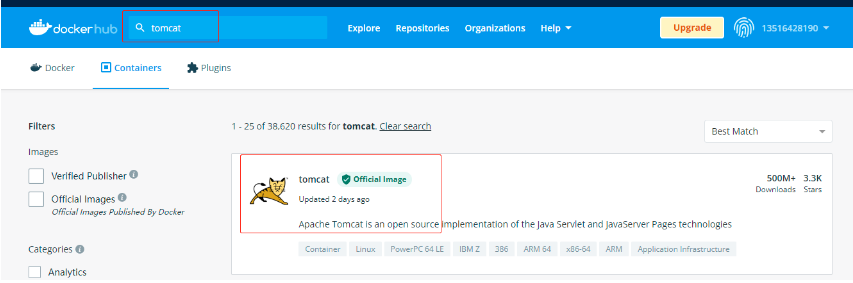 docker hub tomcat Explore Repositories Organizations Help Upgrade 13516428190
Docker Containers Plugins
Filters
1 - 25 of 38,620 results for tomcat. Clear search
Best Match
Images
Verified Publisher
Official Images
Official Images Published By Docker
Categories
Analytics
tomcat Official Image
Updated 2 days ago
500M+ 3.3K
Downloads Stars
Apache Tomcat is an open source implementation of the Java Servlet and JavaServer Pages technologies
Container Linux PowerPC 64 LE IBM Z 386 ARM 64 x86-64 ARM Application Infrastructure